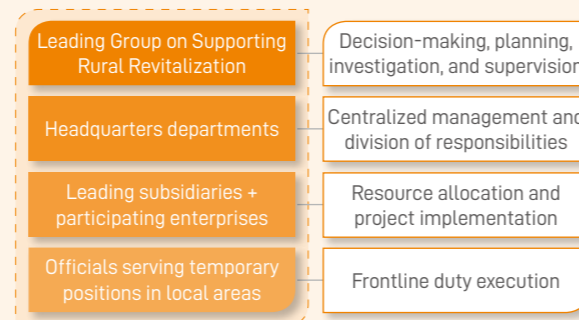 Leading Group on Supporting
Rural Revitalization
Decision-making, planning,
investigation, and supervision
Headquarters departments
Centralized management and
division of responsibilities
Leading subsidiaries +
participating enterprises
Resource allocation and
project implementation
Officials serving temporary
positions in local areas
Frontline duty execution